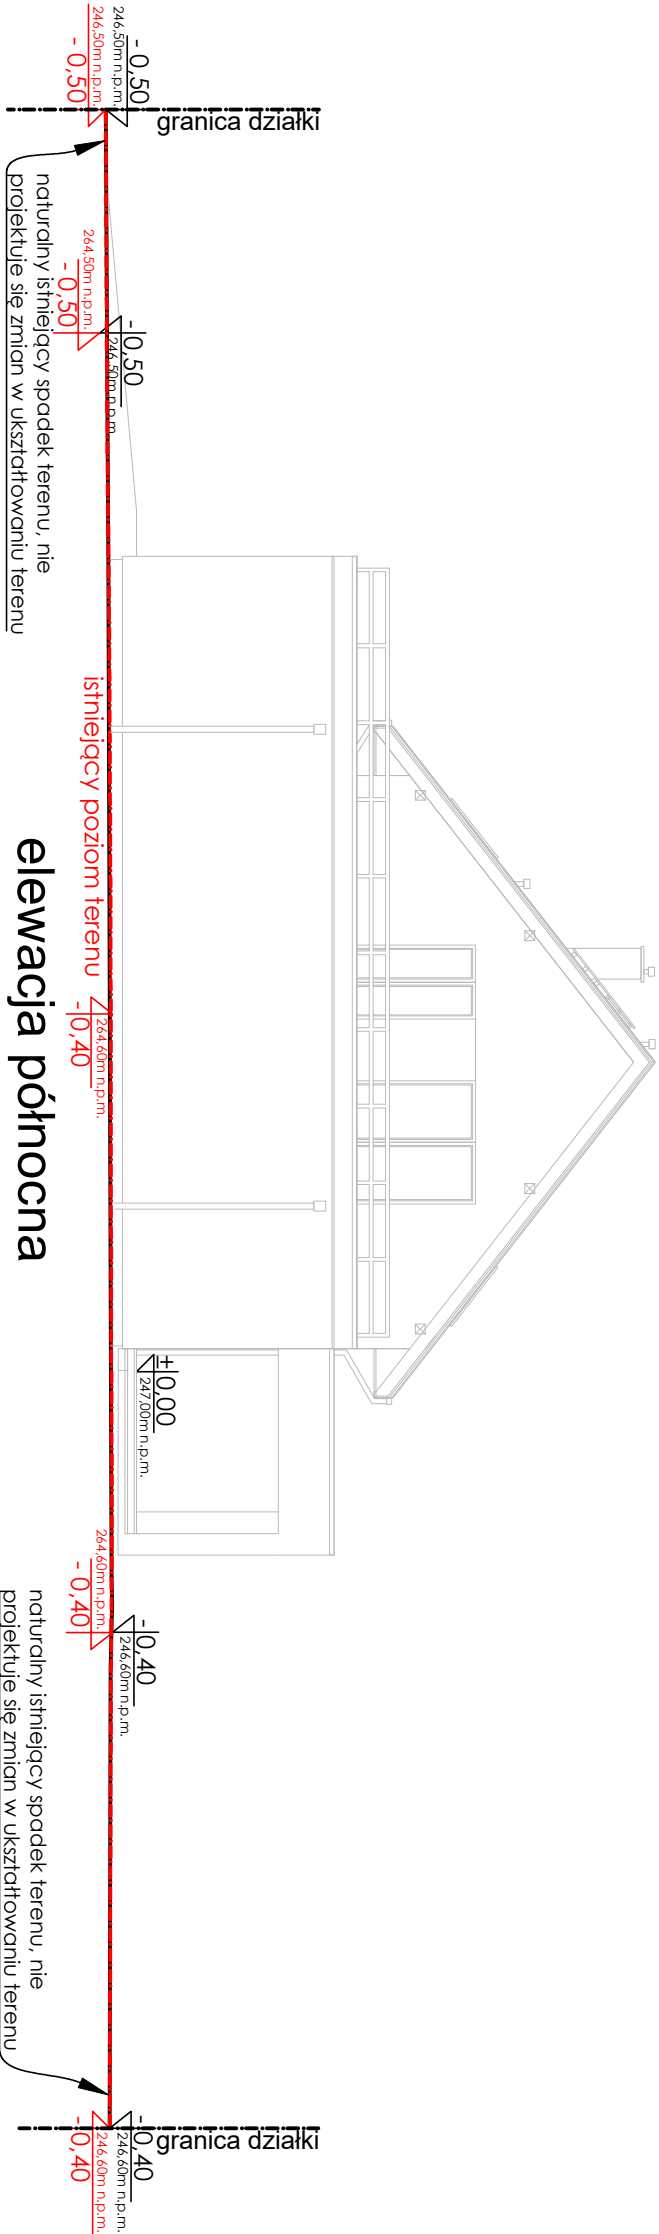 - 0,50
246,50m n.p.m.
246,50m n.p.m.
- 0,50
granica działki
naturalny istniejący spadek terenu, nie
projektuje się zmian w ukształtowaniu terenu
264,50m n.p.m.
- 0,50
- 0,50
246,50m n.p.m.
istniejący poziom terenu
264,60m n.p.m.
- 0,40
elewacja północna
±0,00
247,00m n.p.m.
264,60m n.p.m.
- 0,40
- 0,40
246,60m n.p.m.
naturalny istniejący spadek terenu, nie
projektuje się zmian w ukształtowaniu terenu
granica działki
- 0,40
246,60m n.p.m.
246,60m n.p.m.
- 0,40